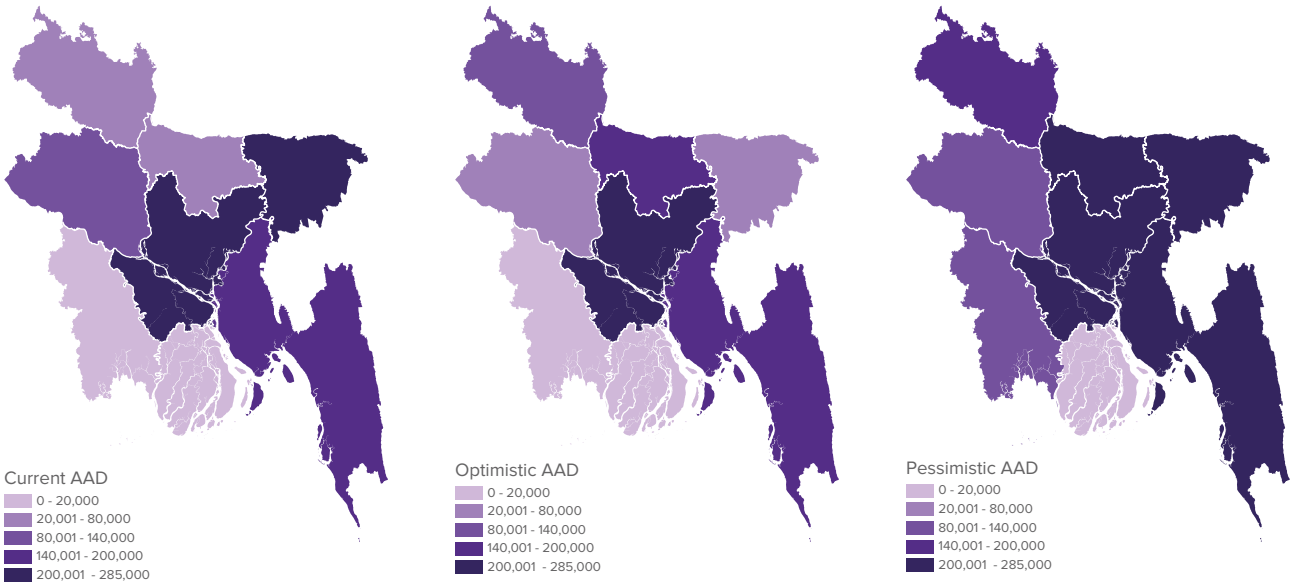 Current AAD
0 - 20,000
20,001 - 80,000
80,001 - 140,000
140,001 - 200,000
200,001 - 285,000
Optimistic AAD
0 - 20,000
20,001 - 80,000
80,001 - 140,000
140,001 - 200,000
200,001 - 285,000
Pessimistic AAD
0 - 20,000
20,001 - 80,000
80,001 - 140,000
140,001 - 200,000
200,001 - 285,000